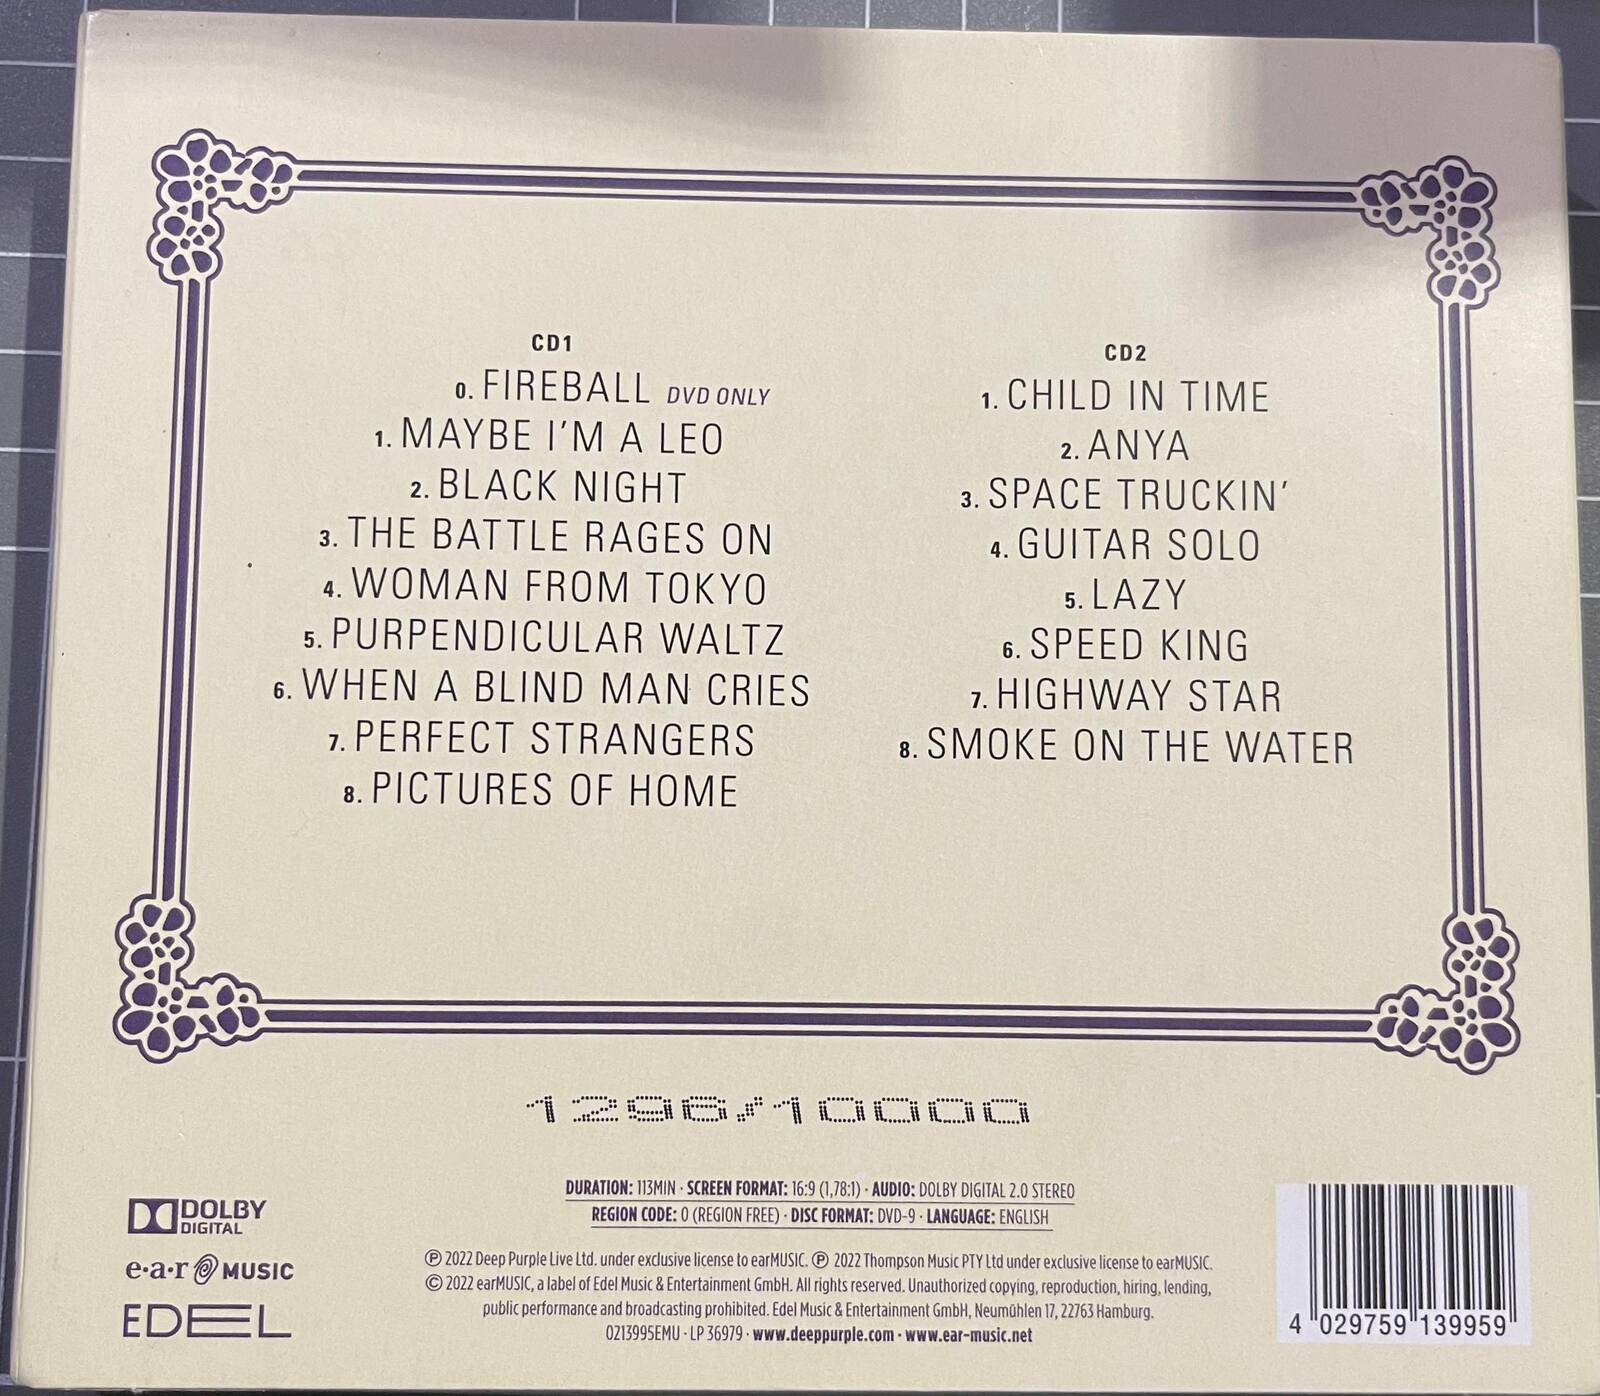 CD1
0. FIREBALL DVD ONLY
1. MAYBE I'M A LEO
2. BLACK NIGHT
3. THE BATTLE RAGES ON
4. WOMAN FROM TOKYO
5. PURPENDICULAR WALTZ
6. WHEN A BLIND MAN CRIES
7. PERFECT STRANGERS
8. PICTURES OF HOME
CD2
1. CHILD IN TIME
2. ANYA
3. SPACE TRUCKIN'
4. GUITAR SOLO
5. LAZY
6. SPEED KING
7. HIGHWAY STAR
8. SMOKE ON THE WATER
1296/10000
DOLBY
DIGITAL
e·a·r MUSIC
EDEL
DURATION: 113MIN · SCREEN FORMAT: 16:9 (1,78:1) · AUDIO: DOLBY DIGITAL 2.0 STEREO
REGION CODE: 0 (REGION FREE) · DISC FORMAT: DVD-9 · LANGUAGE: ENGLISH
℗ 2022 Deep Purple Live Ltd. under exclusive license to earMUSIC. ℗ 2022 Thompson Music PTY Ltd under exclusive license to earMUSIC.
© 2022 earMUSIC, a label of Edel Music & Entertainment GmbH. All rights reserved. Unauthorized copying, reproduction, hiring, lending,
public performance and broadcasting prohibited. Edel Music & Entertainment GmbH, Neumühlen 17, 22763 Hamburg.
0213995EMU · LP 36979 · www.deeppurple.com · www.ear-music.net
4 029759 139959